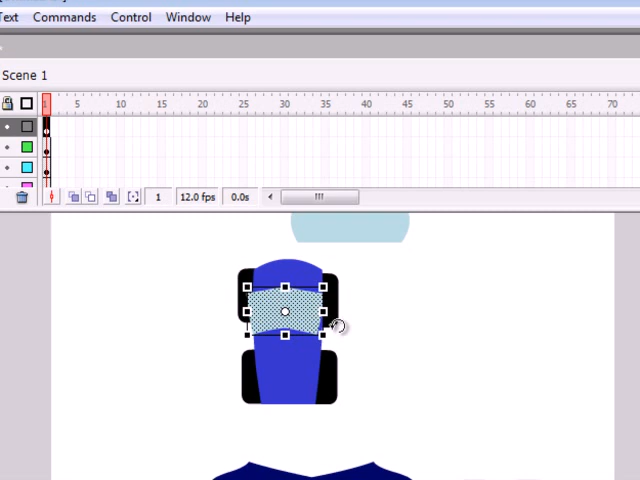 Text Commands Control Window Help
Scene 1
1 5 10 15 20 25 30 35 40 45 50 55 60 65 70
1 12.0 fps 0.0s